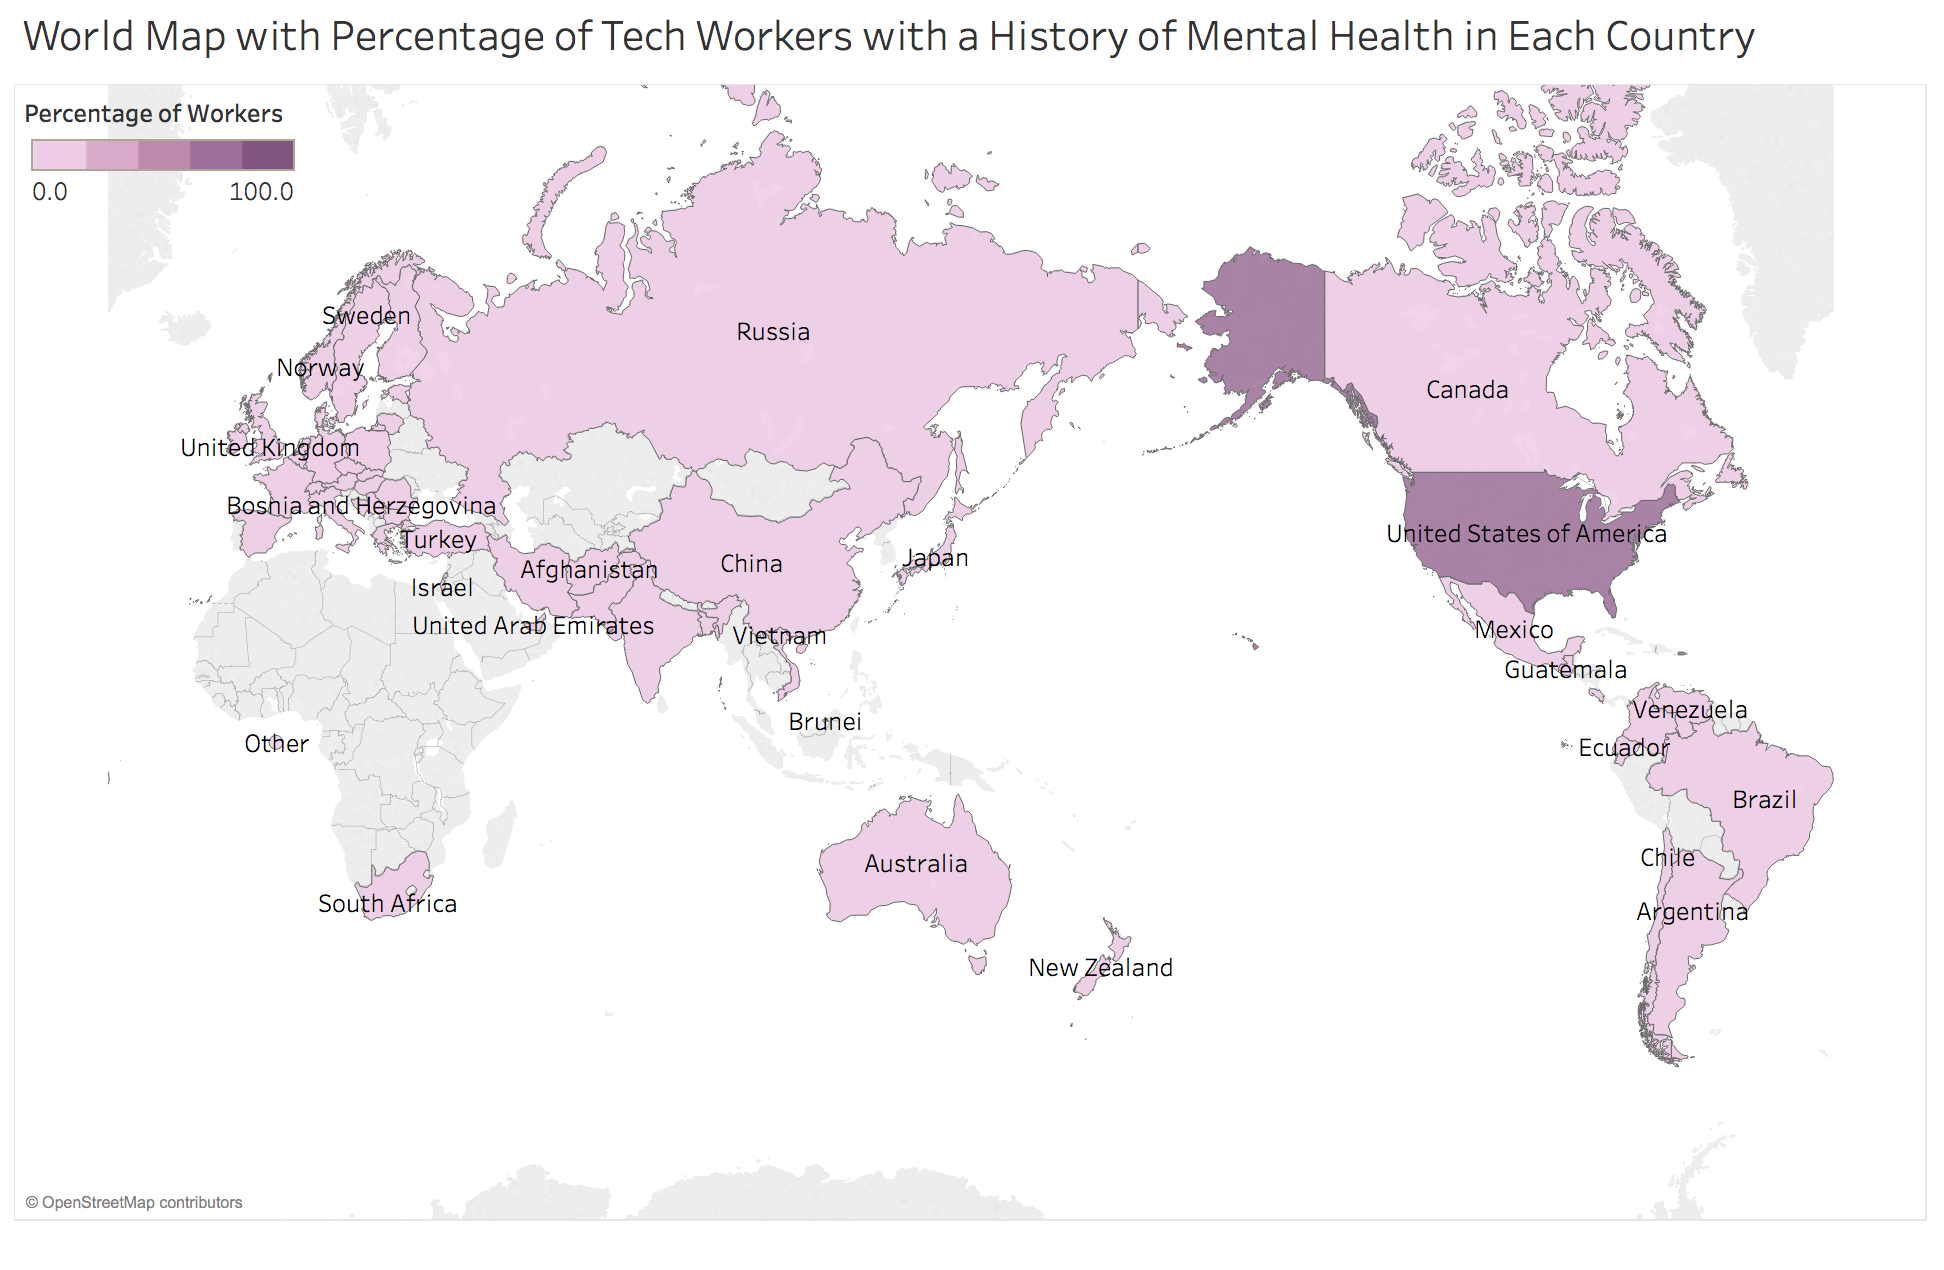 World Map with Percentage of Tech Workers with a History of Mental Health in Each Country
Percentage of Workers
0.0 100.0
Sweden
Russia
Norway
Canada
United Kingdom
Bosnia and Herzegovina
United States of America
Turkey
Japan
China
Afghanistan
Israel
United Arab Emirates
Mexico
Vietnam
Guatemala
Venezuela
Brunei
Other
Ecuador
Brazil
Chile
Australia
South Africa
Argentina
New Zealand
© OpenStreetMap contributors